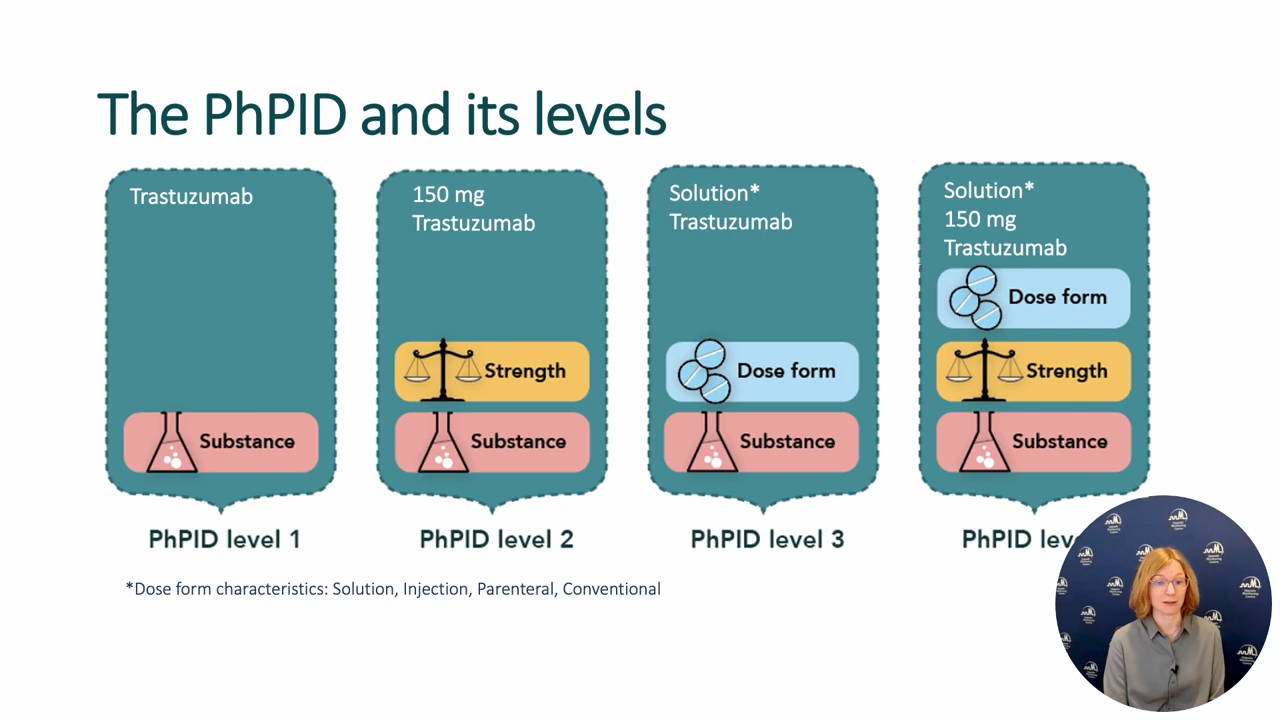 The PhPID and its levels
Trastuzumab
Substance
PhPID level 1
150 mg
Trastuzumab
Strength
Substance
PhPID level 2
Solution*
Trastuzumab
Dose form
Substance
PhPID level 3
Solution*
150 mg
Trastuzumab
Dose form
Strength
Substance
PhPID
*Dose form characteristics: Solution, Injection, Parenteral, Conventional